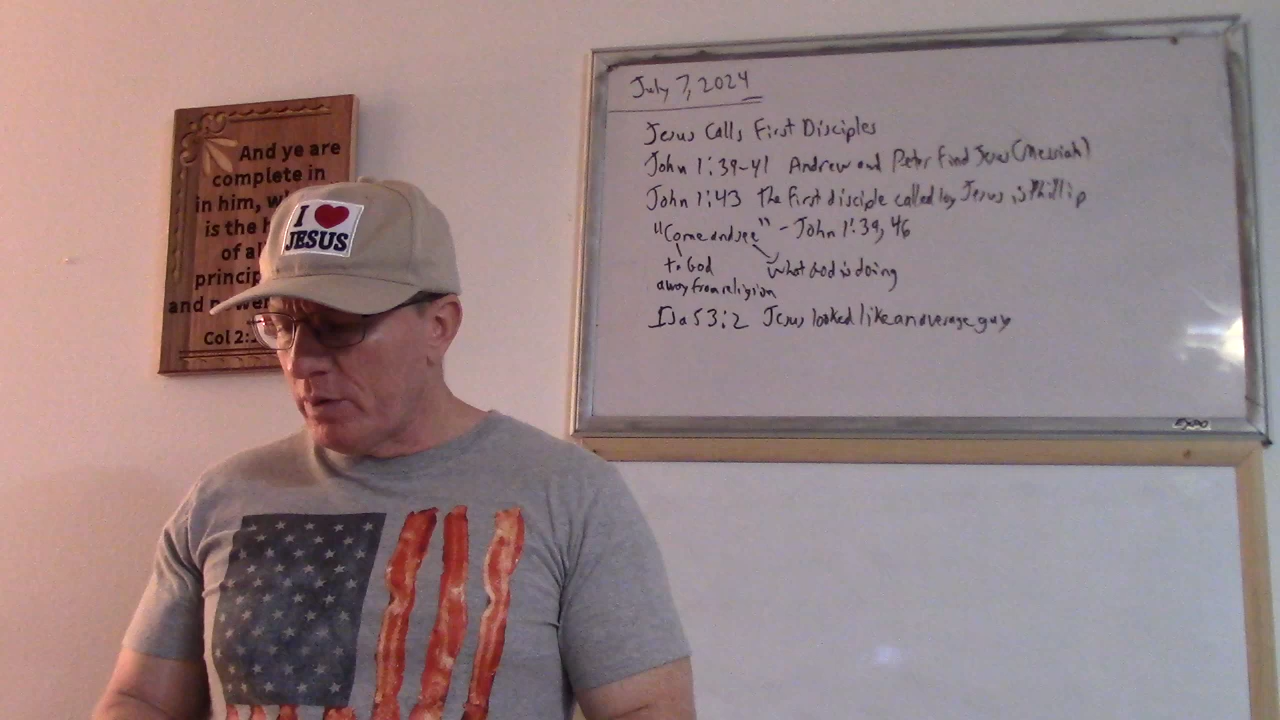 And ye are
complete in
in him, w
is the h
of al
princip
and power
Col 2:
I ❤
JESUS
July 7, 2024
Jesus Calls First Disciples
John 1:39-41 Andrew and Peter find Jesus (Messiah)
John 1:43 The first disciple called by Jesus is Phillip
"Come and see" - John 1:39, 46
to God what God is doing
away from religion
Isa 53:2 Jesus looked like an average guy
EXPO